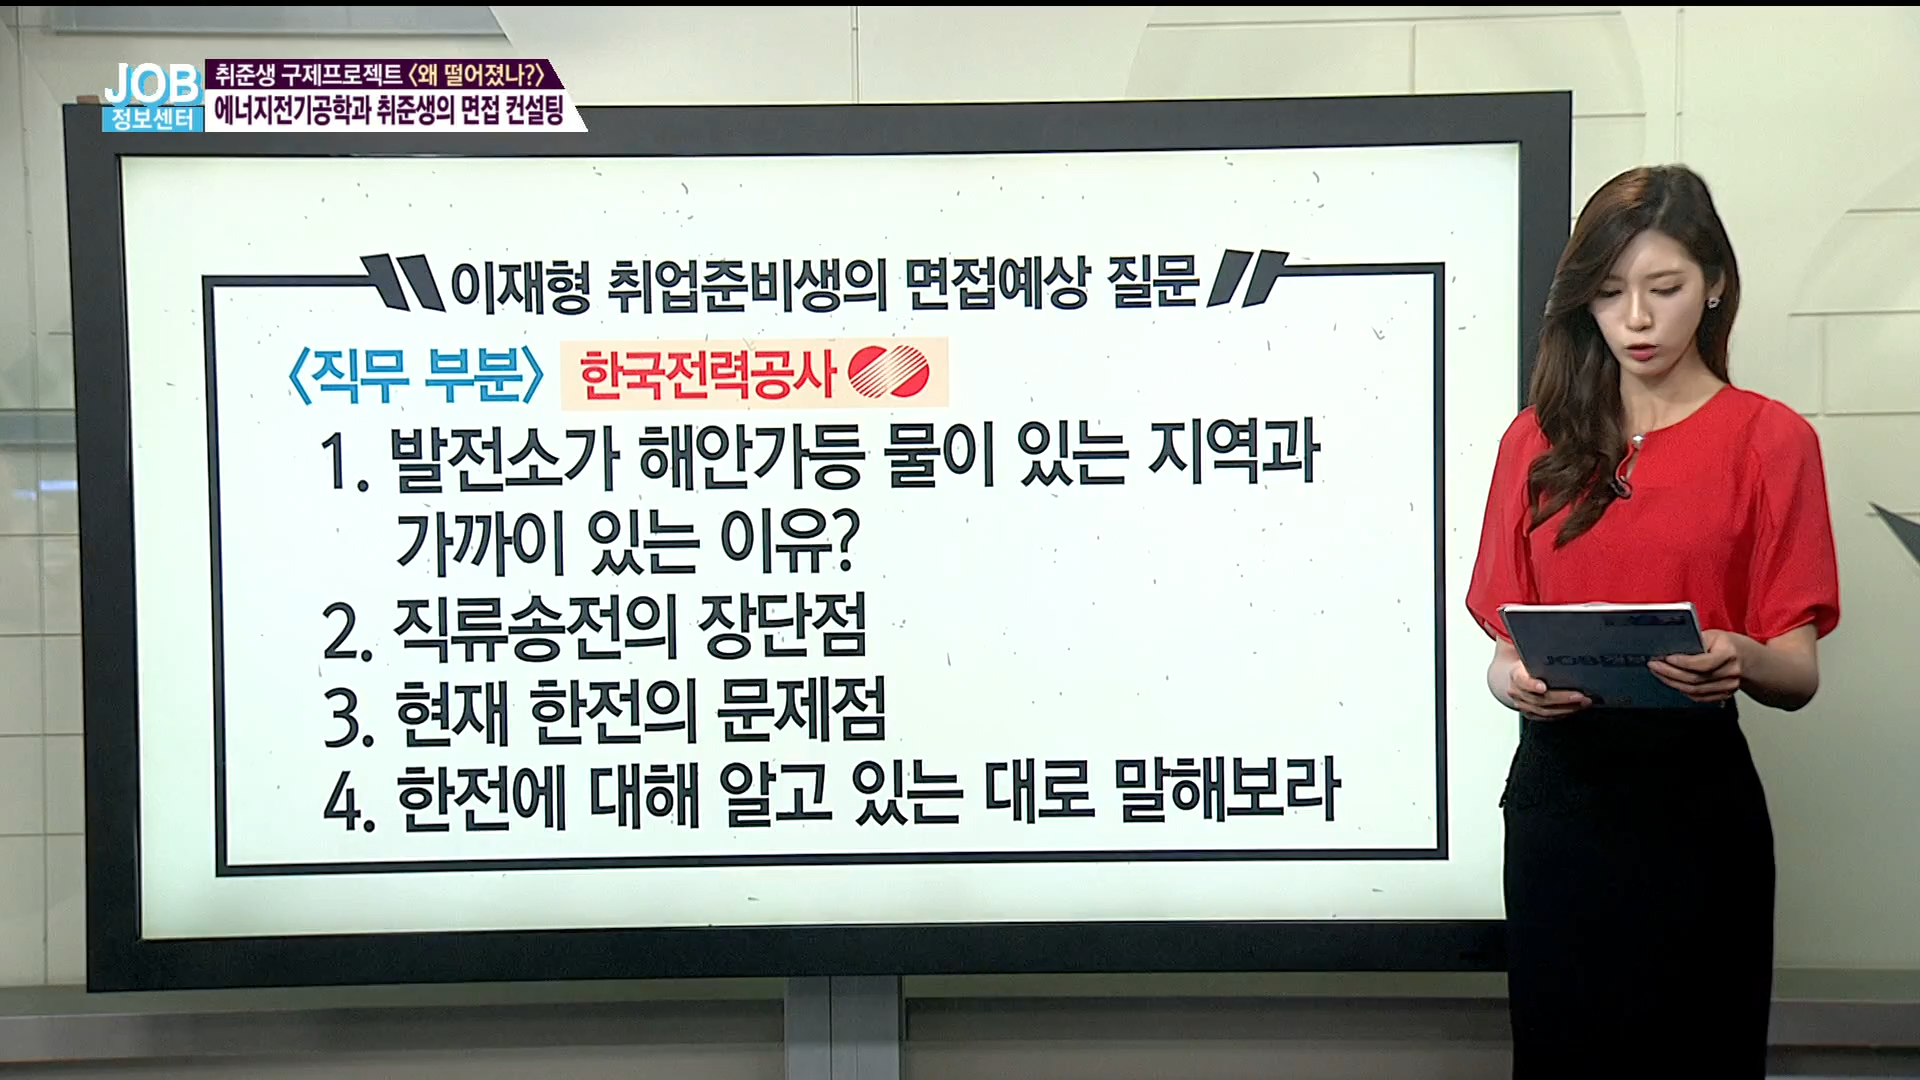 JOB
정보센터
취준생 구제프로젝트 <왜 떨어졌나?>
에너지전기공학과 취준생의 면접 컨설팅
이재형 취업준비생의 면접예상 질문
<직무 부분> 한국전력공사
1. 발전소가 해안가등 물이 있는 지역과
가까이 있는 이유?
2. 직류송전의 장단점
3. 현재 한전의 문제점
4. 한전에 대해 알고 있는 대로 말해보라
JOB